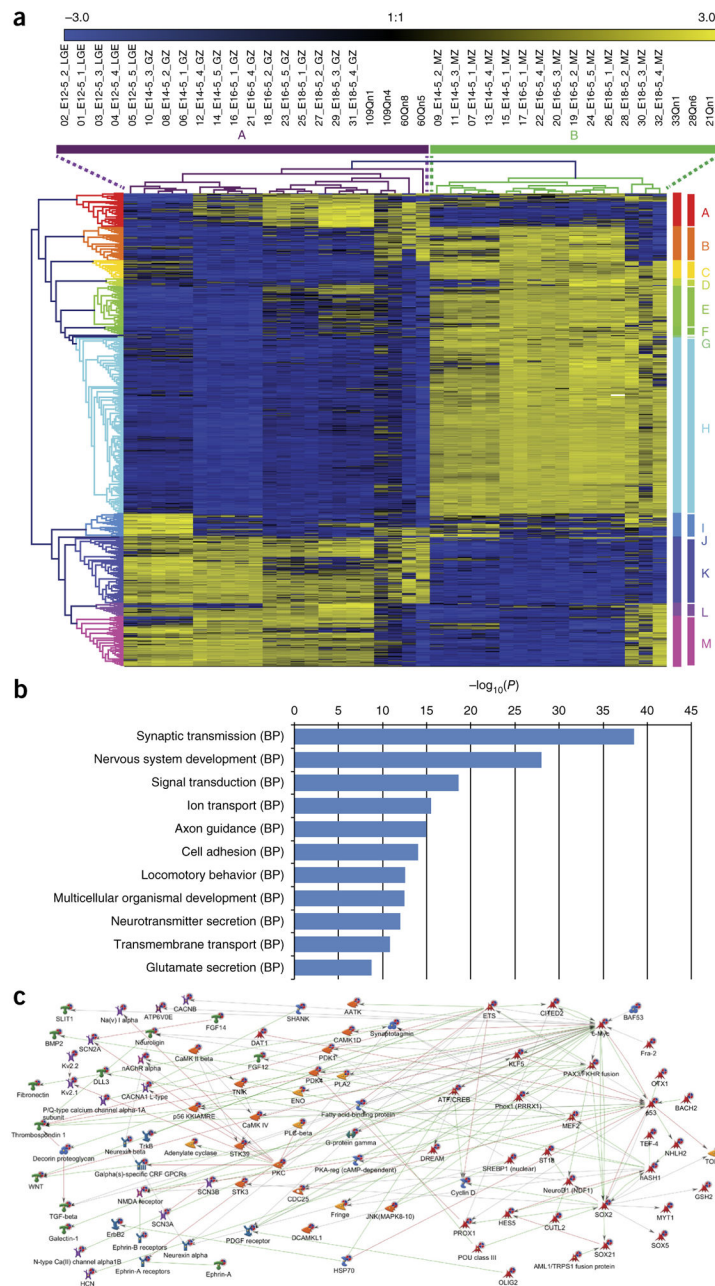 a
−3.0
1:1
3.0
02_E12-5_2_LGE
01_E12-5_1_LGE
03_E12-5_3_LGE
04_E12-5_4_LGE
05_E12-5_5_LGE
10_E14-5_3_GZ
08_E14-5_2_GZ
06_E14-5_1_GZ
12_E14-5_4_GZ
14_E14-5_5_GZ
16_E16-5_1_GZ
21_E16-5_4_GZ
18_E16-5_2_GZ
23_E16-5_5_GZ
25_E18-5_1_GZ
27_E18-5_2_GZ
29_E18-5_3_GZ
31_E18-5_4_GZ
109Qn1
109Qn4
60Qn8
60Qn5
09_E14-5_2_MZ
11_E14-5_3_MZ
07_E14-5_1_MZ
13_E14-5_4_MZ
15_E14-5_1_MZ
17_E16-5_1_MZ
22_E16-5_4_MZ
20_E16-5_3_MZ
19_E16-5_2_MZ
24_E16-5_5_MZ
26_E18-5_1_MZ
28_E18-5_2_MZ
30_E18-5_3_MZ
32_E18-5_4_MZ
33Qn1
28Qn6
21Qn1
A
B
A
B
C
D
E
F
G
H
I
J
K
L
M
b
−log10(P)
0 5 10 15 20 25 30 35 40 45
Synaptic transmission (BP)
Nervous system development (BP)
Signal transduction (BP)
Ion transport (BP)
Axon guidance (BP)
Cell adhesion (BP)
Locomotory behavior (BP)
Multicellular organismal development (BP)
Neurotransmitter secretion (BP)
Transmembrane transport (BP)
Glutamate secretion (BP)
c
SLIT1
Na(v) I alpha
ATP6V0E
CACNB
FGF14
SHANK
AATK
Synaptotagmin
ETS
CITED2
c-Myc
BAF53
BMP2
SCN2A
Neuroligin
DAT1
CAMK1D
PDK1
Fra-2
Kv2.2
Kv2.1
DLL3
nAChR alpha
CaMK II beta
FGF12
PDK4
PLA2
KLF5
PAX3/FKHR fusion
OTX1
Fibronectin
CACNA1 L-type
TNIK
ENO
ATF/CREB
p53
BACH2
P/Q-type calcium channel alpha-1A
subunit
p56 KKIAMRE
CaMK IV
Fatty acid-binding protein
Phox1 (PRRX1)
MEF2
TEF-4
Thrombospondin 1
Neurexin beta
TrkB
PLC-beta
G-protein gamma
NHLH2
Decorin proteoglycan
Adenylate cyclase
STK39
DREAM
ST18
Galpha(s)-specific CRF GPCRs
PKC
PKA-reg (cAMP-dependent)
SREBP1 (nuclear)
WNT
NMDA receptor
SCN3B
STK3
CDC25
Cyclin D
NeuroD1 (NDF1)
hASH1
GSH2
TGF-beta
SCN3A
Fringe
JNK(MAPK8-10)
HES5
SOX2
MYT1
Galectin-1
ErbB2
PDGF receptor
DCAMKL1
PROX1
CUTL2
SOX5
Ephrin-B receptors
Neurexin alpha
POU class III
SOX21
N-type Ca(II) channel alpha1B
HCN
Ephrin-A receptors
Ephrin-A
HSP70
AML1/TRPS1 fusion protein
OLIG2